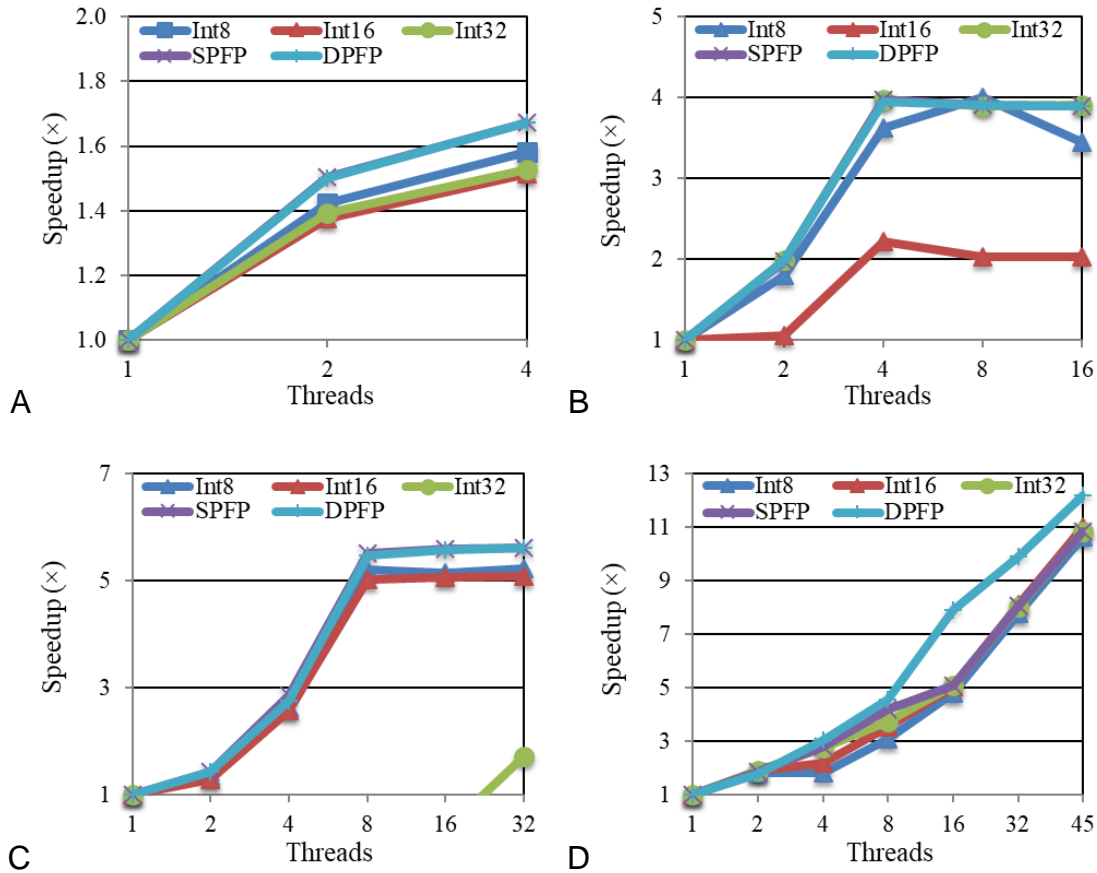 2.0
Int8 Int16 Int32
SPFP DPFP
1.8
1.6
1.4
1.2
1.0
Speedup (×)
1 2 4
Threads
A
5
Int8 Int16 Int32
SPFP DPFP
4
3
2
1
Speedup (×)
1 2 4 8 16
Threads
B
7
Int8 Int16 Int32
SPFP DPFP
5
3
1
Speedup (×)
1 2 4 8 16 32
Threads
C
13
Int8 Int16 Int32
SPFP DPFP
11
9
7
5
3
1
Speedup (×)
1 2 4 8 16 32 45
Threads
D